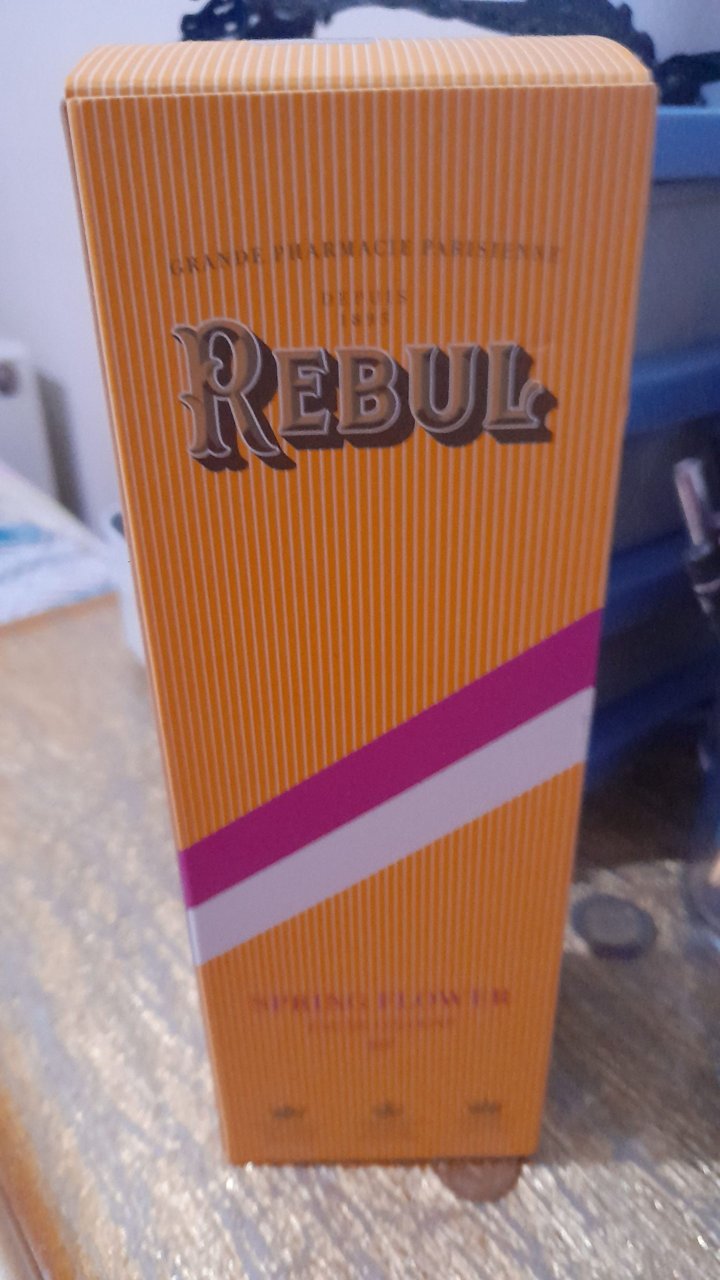 GRANDE PHARMACIE PARISIENNE
DEPUIS
1895
REBUL
SPRING FLOWER